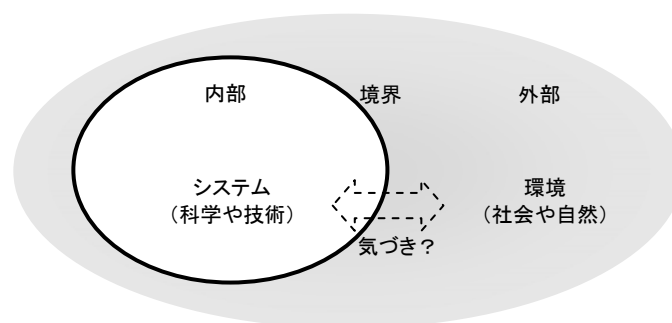 内部
境界
外部
システム
（科学や技術）
環境
（社会や自然）
気づき？